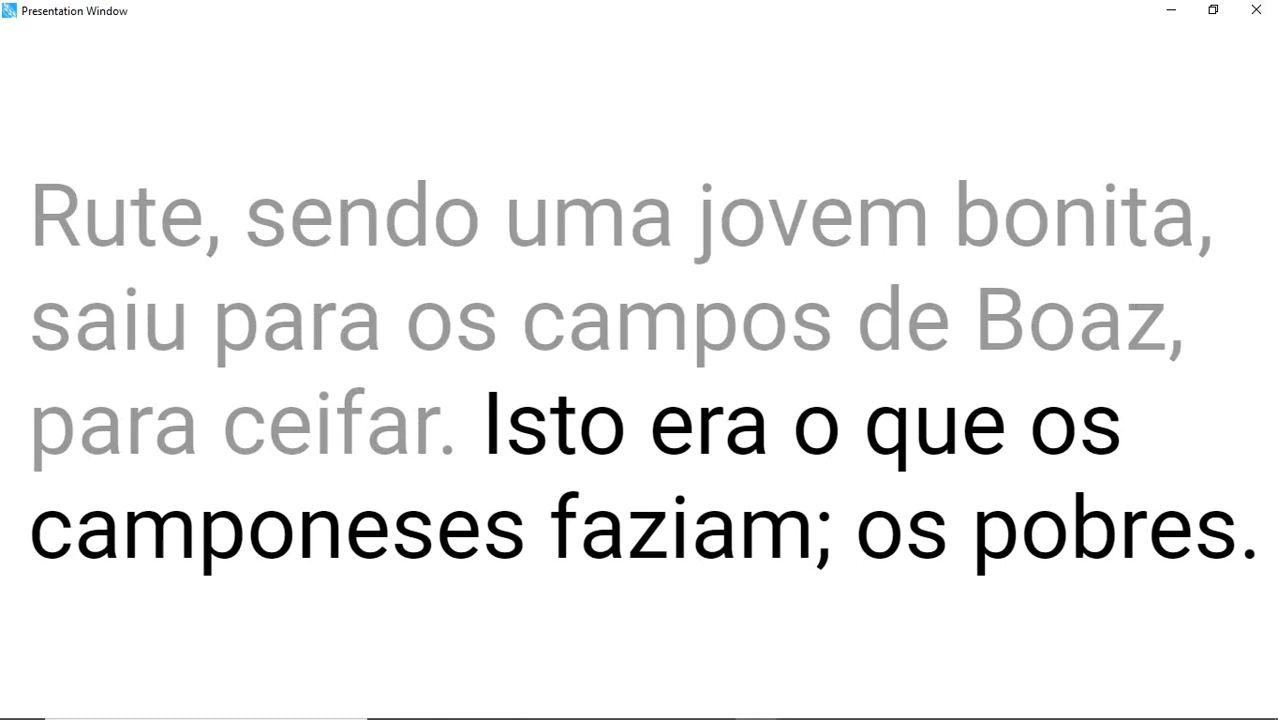 Presentation Window
Rute, sendo uma jovem bonita,
saiu para os campos de Boaz,
para ceifar. Isto era o que os
camponeses faziam; os pobres.